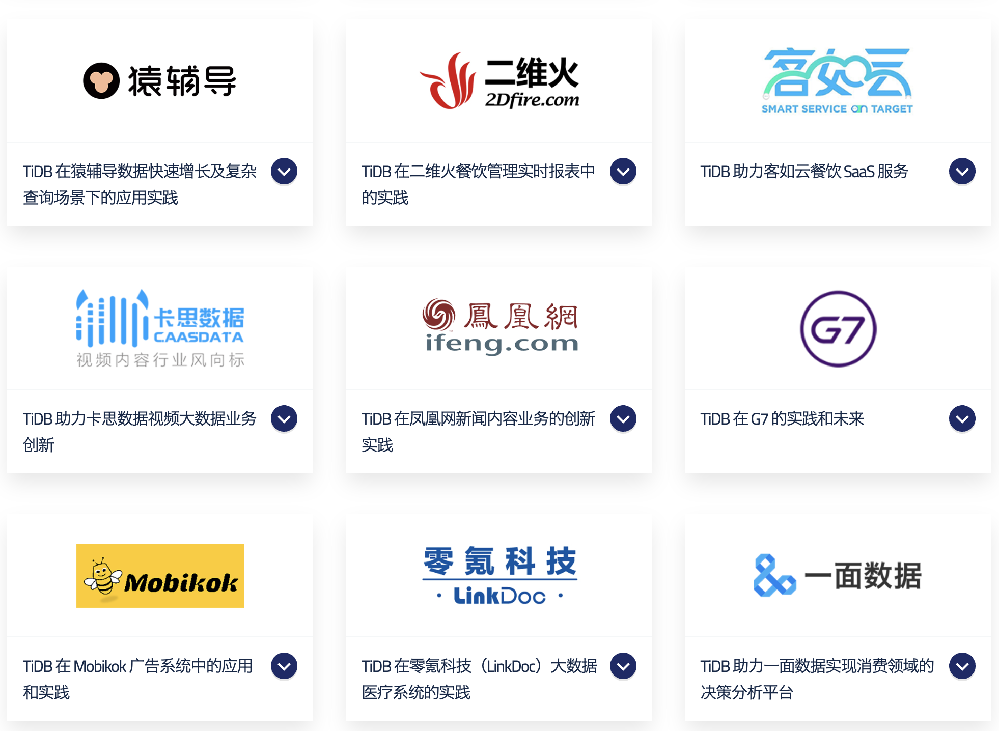 猿辅导
二维火
2Dfire.com
客如云
SMART SERVICE on TARGET
TiDB 在猿辅导数据快速增长及复杂
查询场景下的应用实践
TiDB 在二维火餐饮管理实时报表中
的实践
TiDB 助力客如云餐饮 SaaS 服务
卡思数据
CAASDATA
视频内容行业风向标
鳳凰網
ifeng.com
G7
TiDB 助力卡思数据视频大数据业务
创新
TiDB 在凤凰网新闻内容业务的创新
实践
TiDB 在 G7 的实践和未来
Mobikok
零氪科技
· LinkDoc ·
一面数据
TiDB 在 Mobikok 广告系统中的应用
和实践
TiDB 在零氪科技（LinkDoc）大数据
医疗系统的实践
TiDB 助力一面数据实现消费领域的
决策分析平台